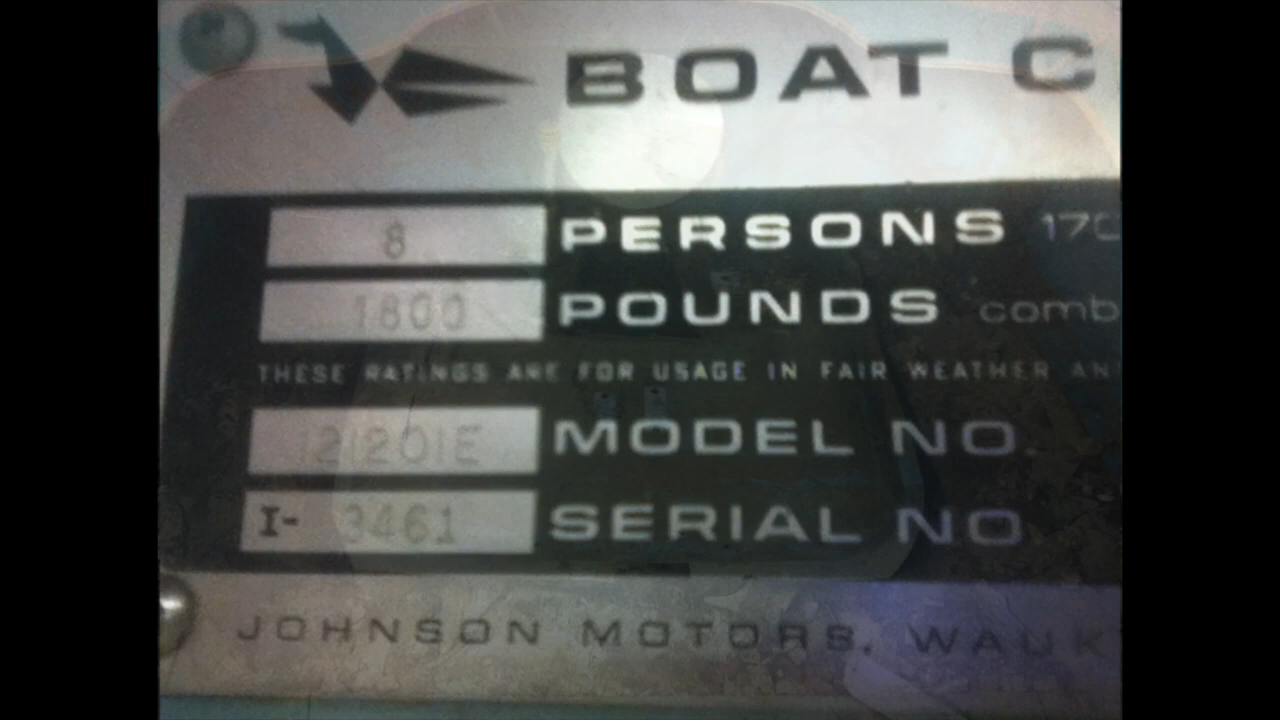 BOAT C
8 PERSONS 170
1800 POUNDS comb
THESE RATINGS ARE FOR USAGE IN FAIR WEATHER AN
121201E MODEL NO.
I- 3461 SERIAL NO
JOHNSON MOTORS, WAUK